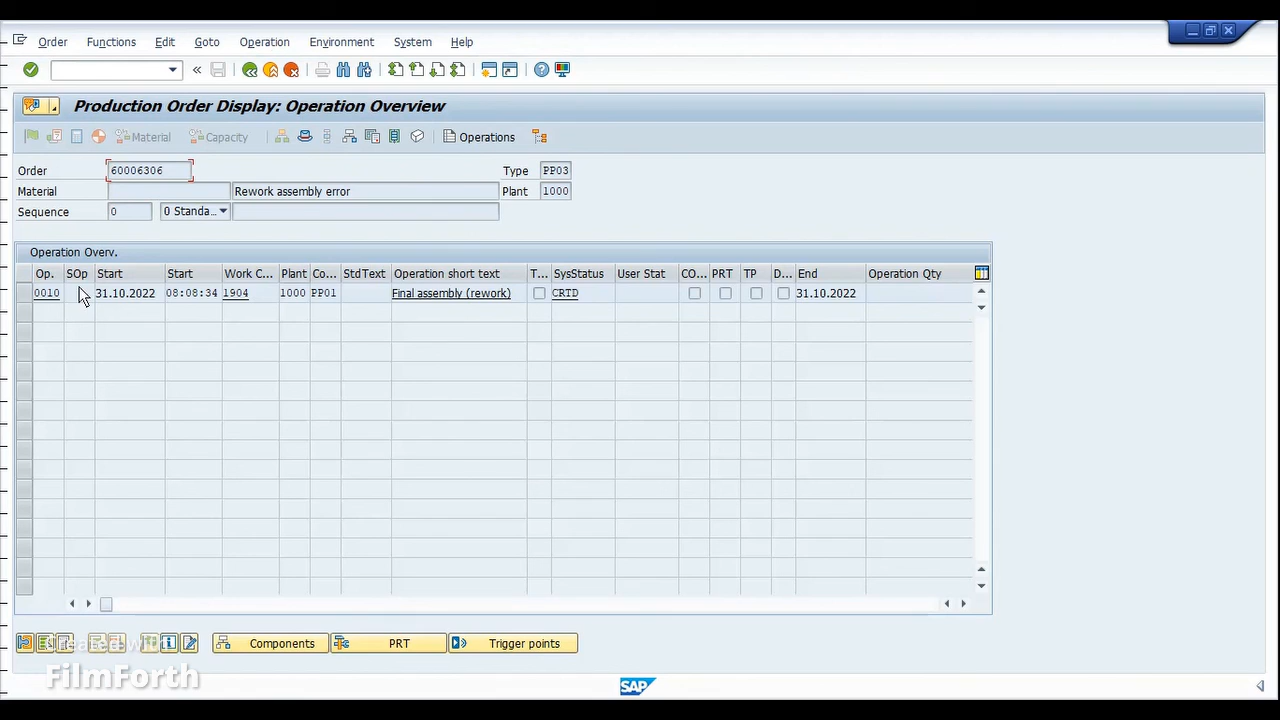 Order Functions Edit Goto Operation Environment System Help
Production Order Display: Operation Overview
Material Capacity Operations
Order 60006306 Type PP03
Material Rework assembly error Plant 1000
Sequence 0 0 Standa...
Operation Overv.
Op. SOp Start Start Work C... Plant Co... StdText Operation short text T... SysStatus User Stat CO... PRT TP D... End Operation Qty
0010 31.10.2022 08:08:34 1904 1000 PP01 Final assembly (rework) CRTD 31.10.2022
Components PRT Trigger points
Created with
FilmForth
SAP